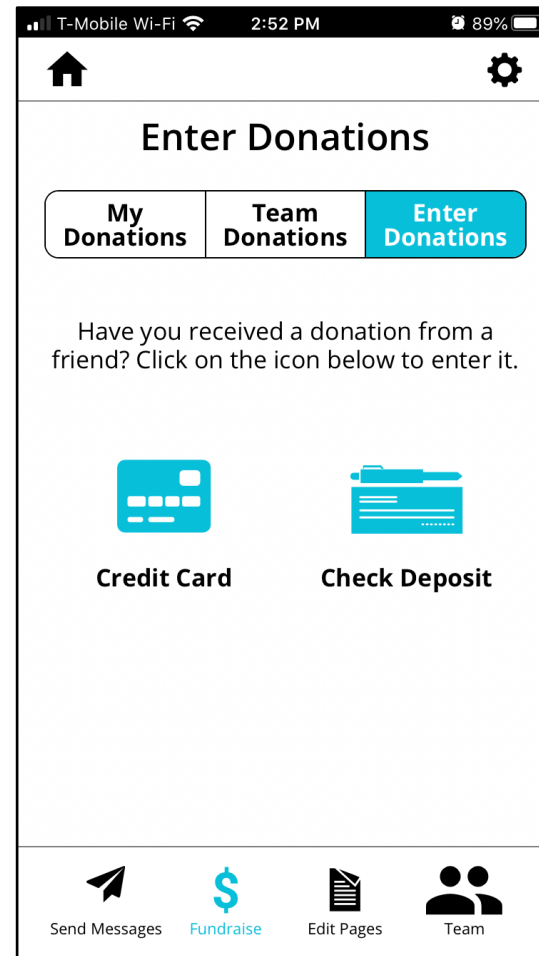 T-Mobile Wi-Fi 2:52 PM 89%
Enter Donations
My Donations
Team Donations
Enter Donations
Have you received a donation from a
friend? Click on the icon below to enter it.
Credit Card Check Deposit
Send Messages Fundraise Edit Pages Team